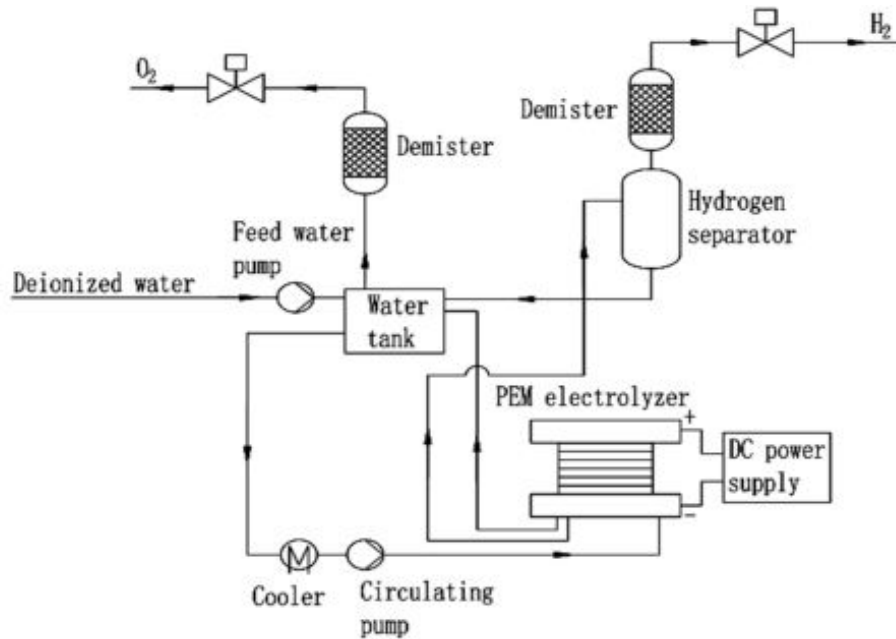 H2
O2
Demister
Demister
Hydrogen
separator
Feed water
pump
Deionized water
Water
tank
PEM electrolyzer
+
DC power
supply
-
Cooler
Circulating
pump